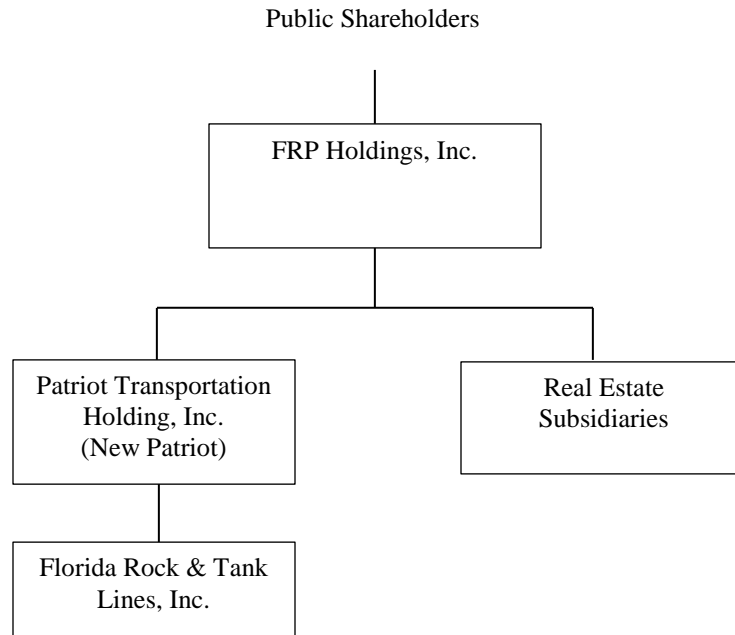 Public Shareholders
FRP Holdings, Inc.
Patriot Transportation
Holding, Inc.
(New Patriot)
Real Estate
Subsidiaries
Florida Rock & Tank
Lines, Inc.